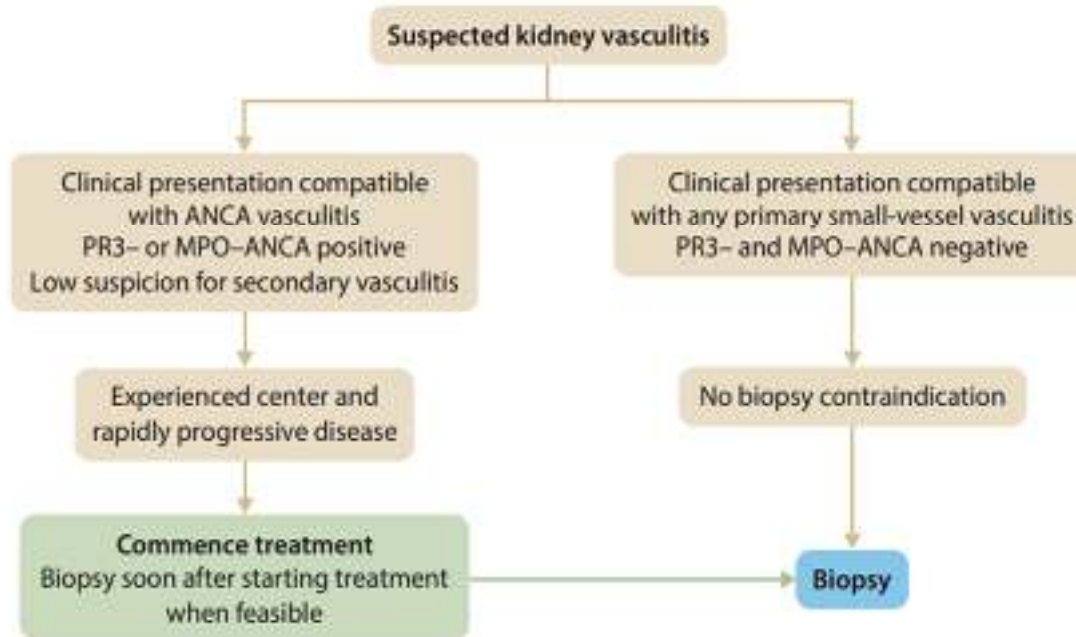 Suspected kidney vasculitis
Clinical presentation compatible
with ANCA vasculitis
PR3– or MPO–ANCA positive
Low suspicion for secondary vasculitis
Clinical presentation compatible
with any primary small-vessel vasculitis
PR3– and MPO–ANCA negative
Experienced center and
rapidly progressive disease
No biopsy contraindication
Commence treatment
Biopsy soon after starting treatment
when feasible
Biopsy